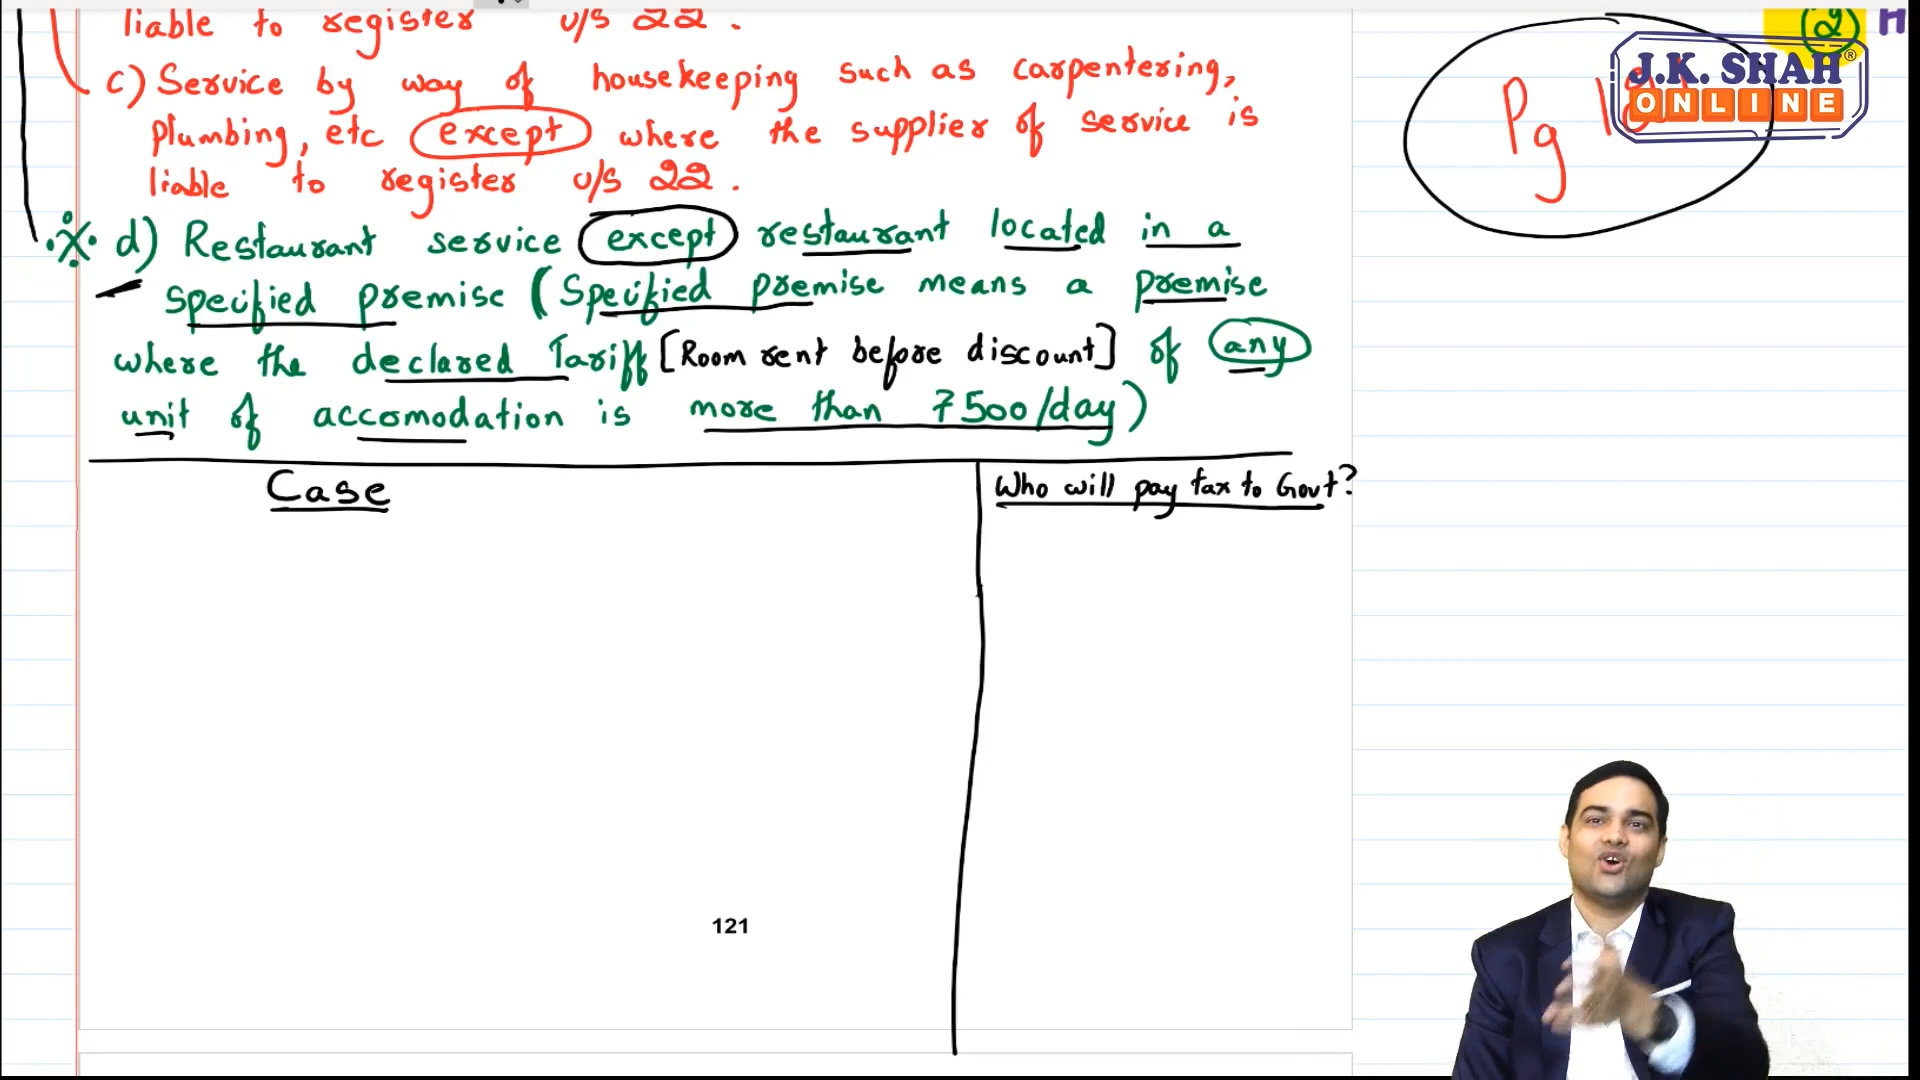 liable to register u/s 22.
c) Service by way of housekeeping such as carpentering,
plumbing, etc except where the supplier of service is
liable to register u/s 22.
d) Restaurant service except restaurant located in a
specified premise (Specified premise means a premise
where the declared Tariff [Room rent before discount] of any
unit of accomodation is more than 7500/day)
Case
Who will pay tax to Govt?
121
2
H
Pg
J.K. SHAH®
ONLINE